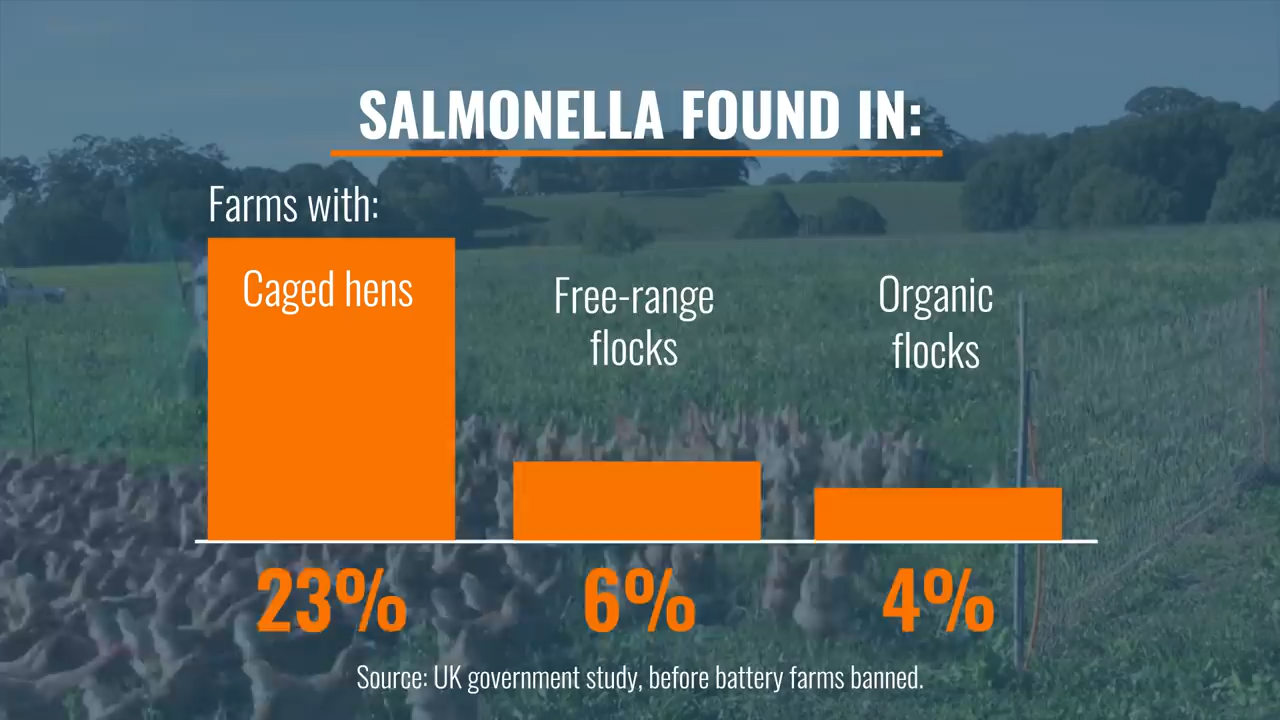 SALMONELLA FOUND IN:
Farms with:
Caged hens
Free-range
flocks
Organic
flocks
23%
6%
4%
Source: UK government study, before battery farms banned.